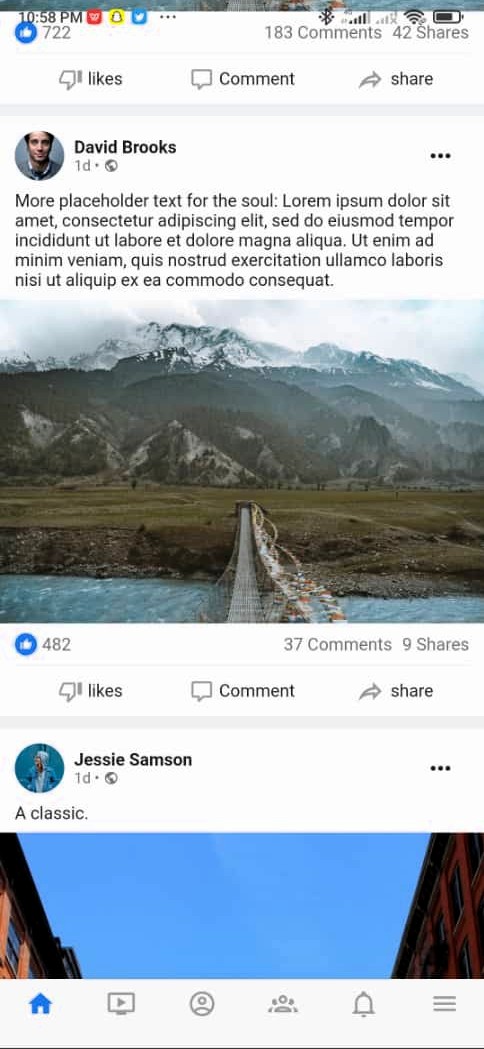 10:58 PM
722 183 Comments 42 Shares
likes Comment share
David Brooks
1d •
More placeholder text for the soul: Lorem ipsum dolor sit
amet, consectetur adipiscing elit, sed do eiusmod tempor
incididunt ut labore et dolore magna aliqua. Ut enim ad
minim veniam, quis nostrud exercitation ullamco laboris
nisi ut aliquip ex ea commodo consequat.
482 37 Comments 9 Shares
likes Comment share
Jessie Samson
1d •
A classic.